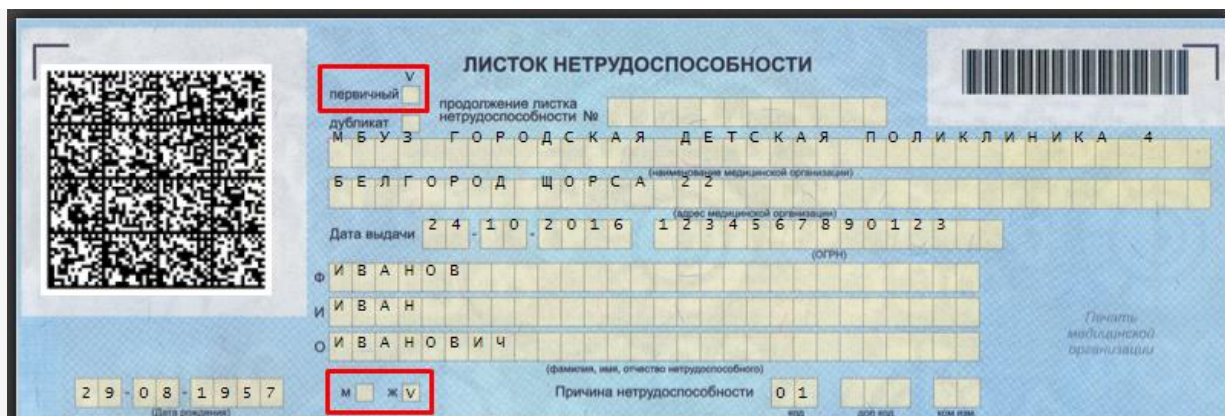 ЛИСТОК НЕТРУДОСПОСОБНОСТИ
V
первичный
продолжение листка
нетрудоспособности №
дубликат
МБУЗ ГОРОДСКАЯ ДЕТСКАЯ ПОЛИКЛИНИКА 4
(наименование медицинской организации)
БЕЛГОРОД ЩОРСА 22
(адрес медицинской организации)
Дата выдачи 24-10-2016 1234567890123
(ОГРН)
Ф ИВАНОВ
И ИВАН
О ИВАНОВИЧ
(фамилия, имя, отчество нетрудоспособного)
Печать
медицинской
организации
29-08-1957 м ж V Причина нетрудоспособности 01
(Дата рождения) код доп код код изм